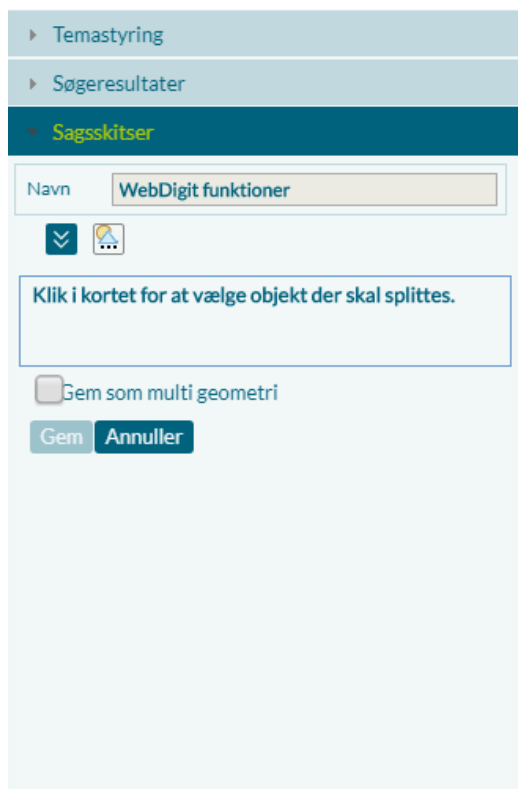 Temastyring
Søgeresultater
Sagsskitser
Navn WebDigit funktioner
Klik i kortet for at vælge objekt der skal splittes.
Gem som multi geometri
Gem Annuller